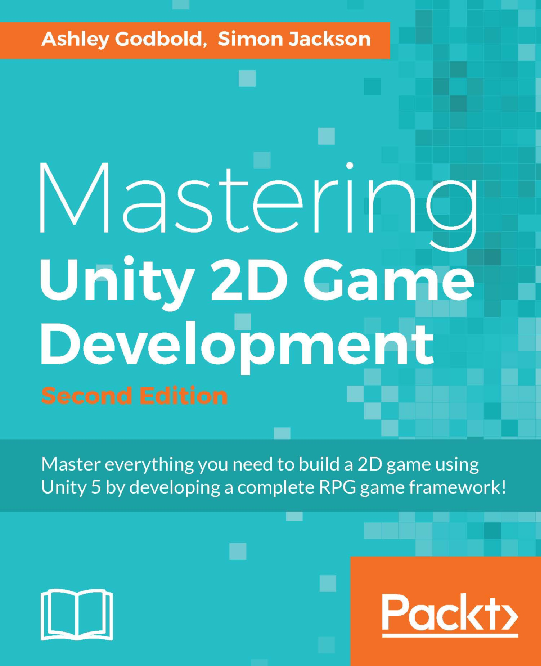 Ashley Godbold, Simon Jackson
Mastering
Unity 2D Game
Development
Second Edition
Master everything you need to build a 2D game using
Unity 5 by developing a complete RPG game framework!
Packt>